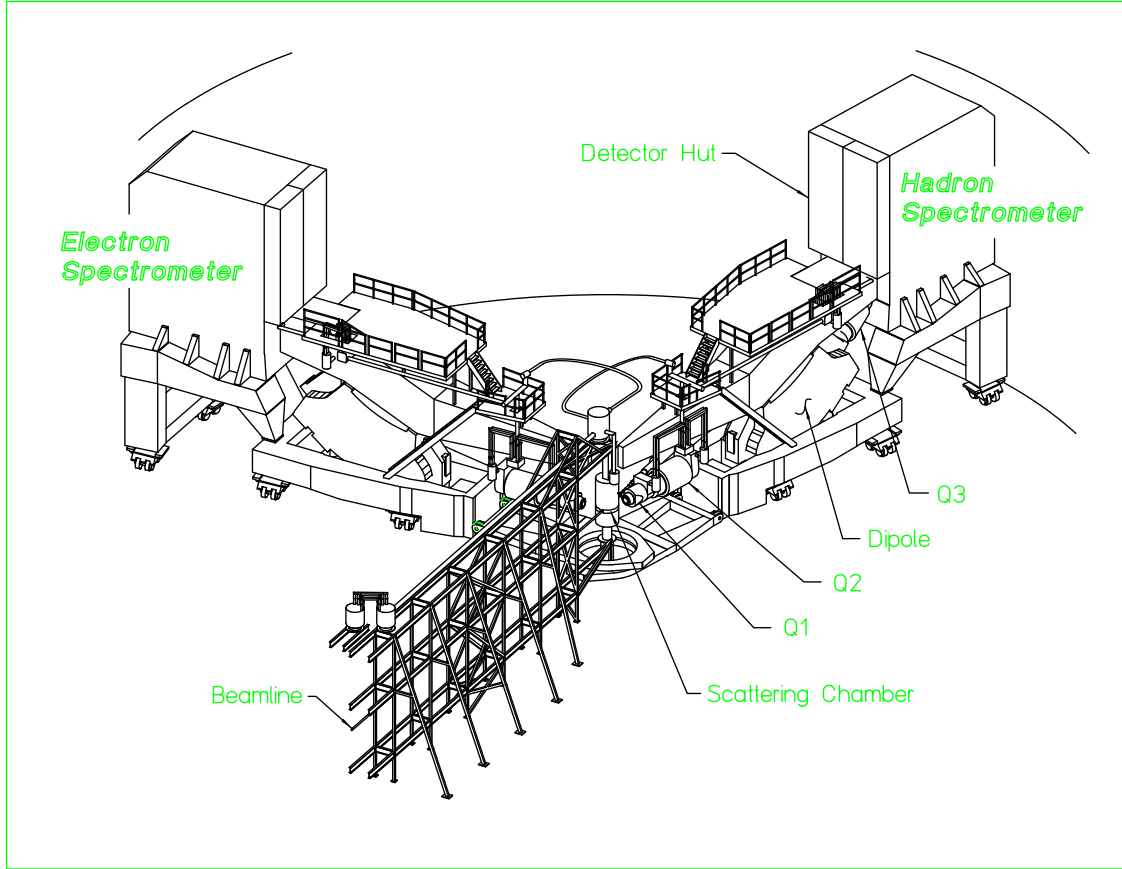 Detector Hut
Hadron
Spectrometer
Electron
Spectrometer
Q3
Dipole
Q2
Q1
Beamline
Scattering Chamber